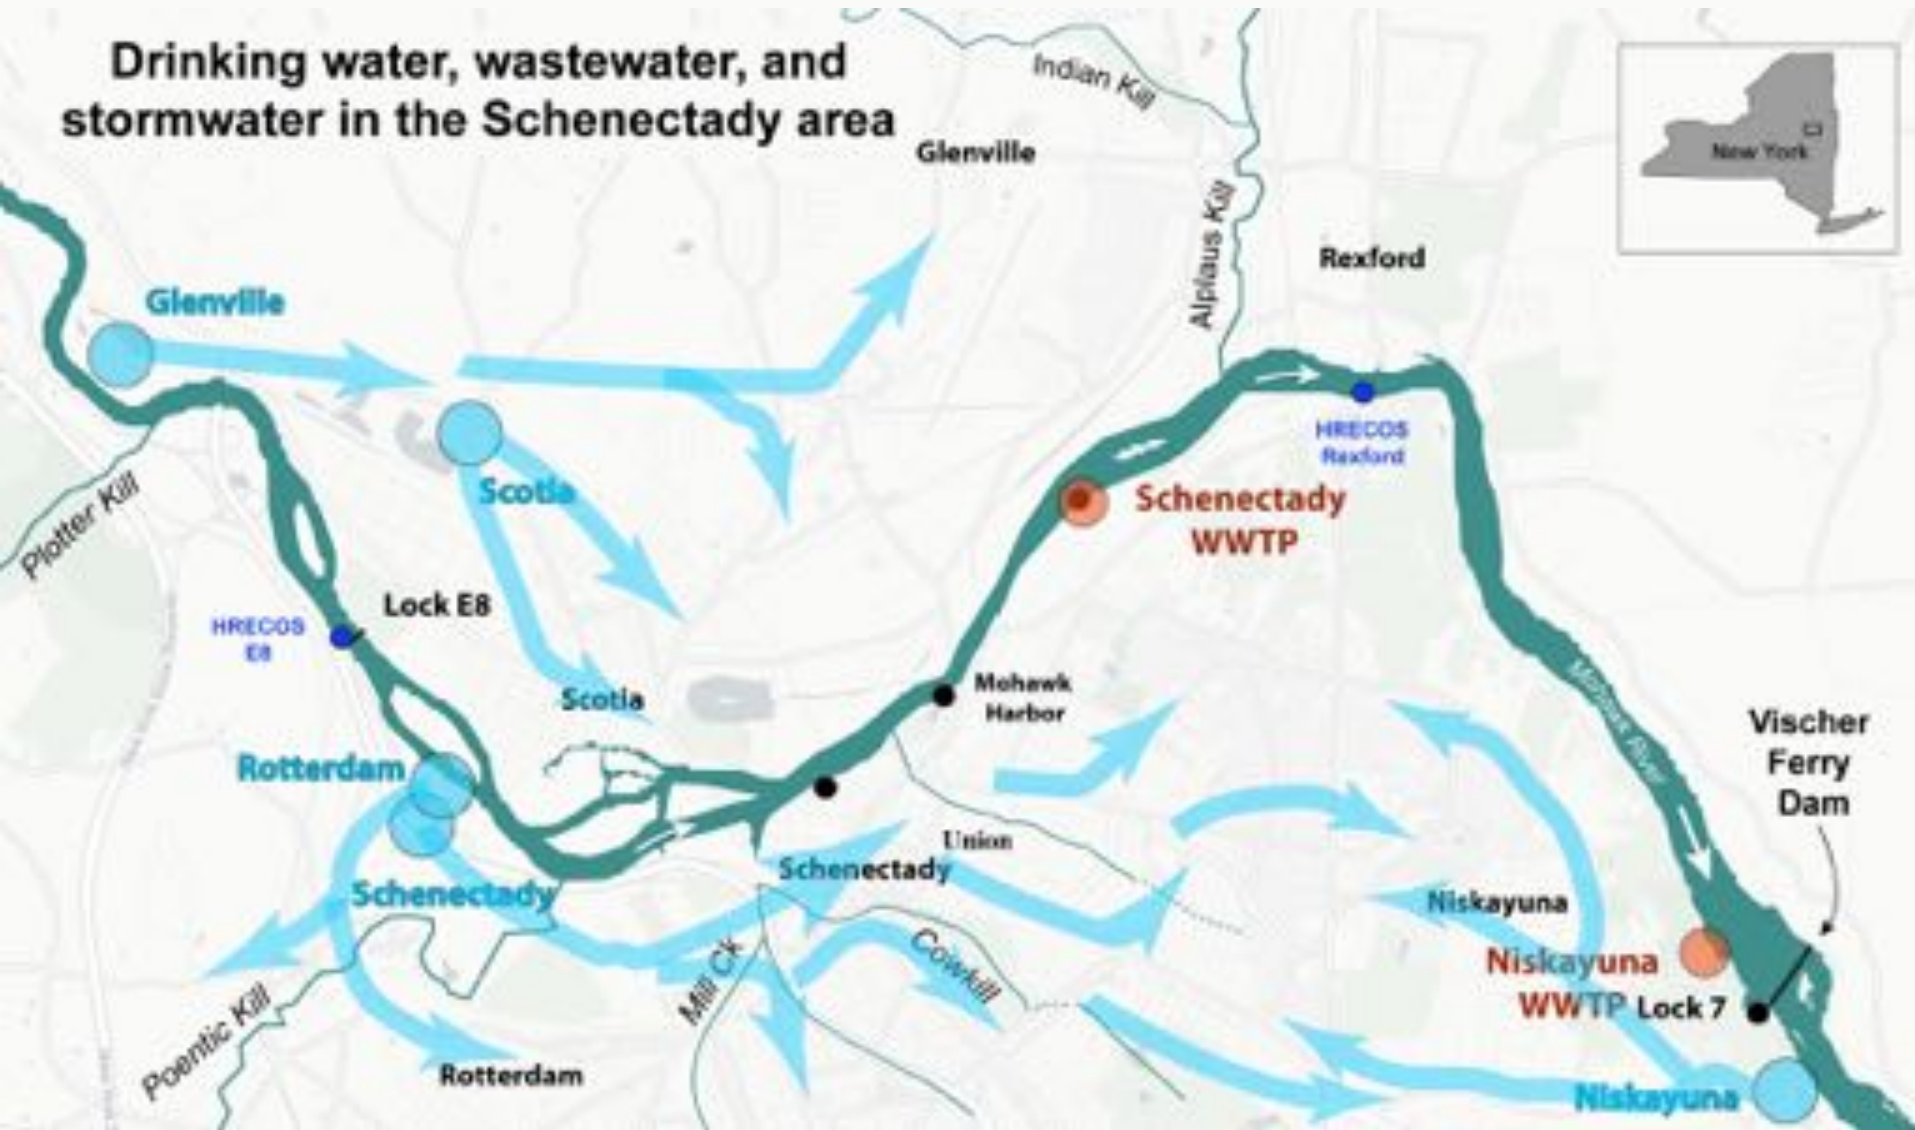 Drinking water, wastewater, and
stormwater in the Schenectady area
Indian Kill
New York
Glenville
Alplaus Kill
Rexford
Glenville
HRECOS
Rexford
Scotia
Schenectady
WWTP
Plotter Kill
Lock E8
HRECOS
E8
Mohawk River
Scotia
Mohawk
Harbor
Vischer
Ferry
Dam
Rotterdam
Union
Schenectady
Schenectady
Niskayuna
Cowkill
Mill Ck
Niskayuna
WWTP
Lock 7
Poentic Kill
Rotterdam
Niskayuna